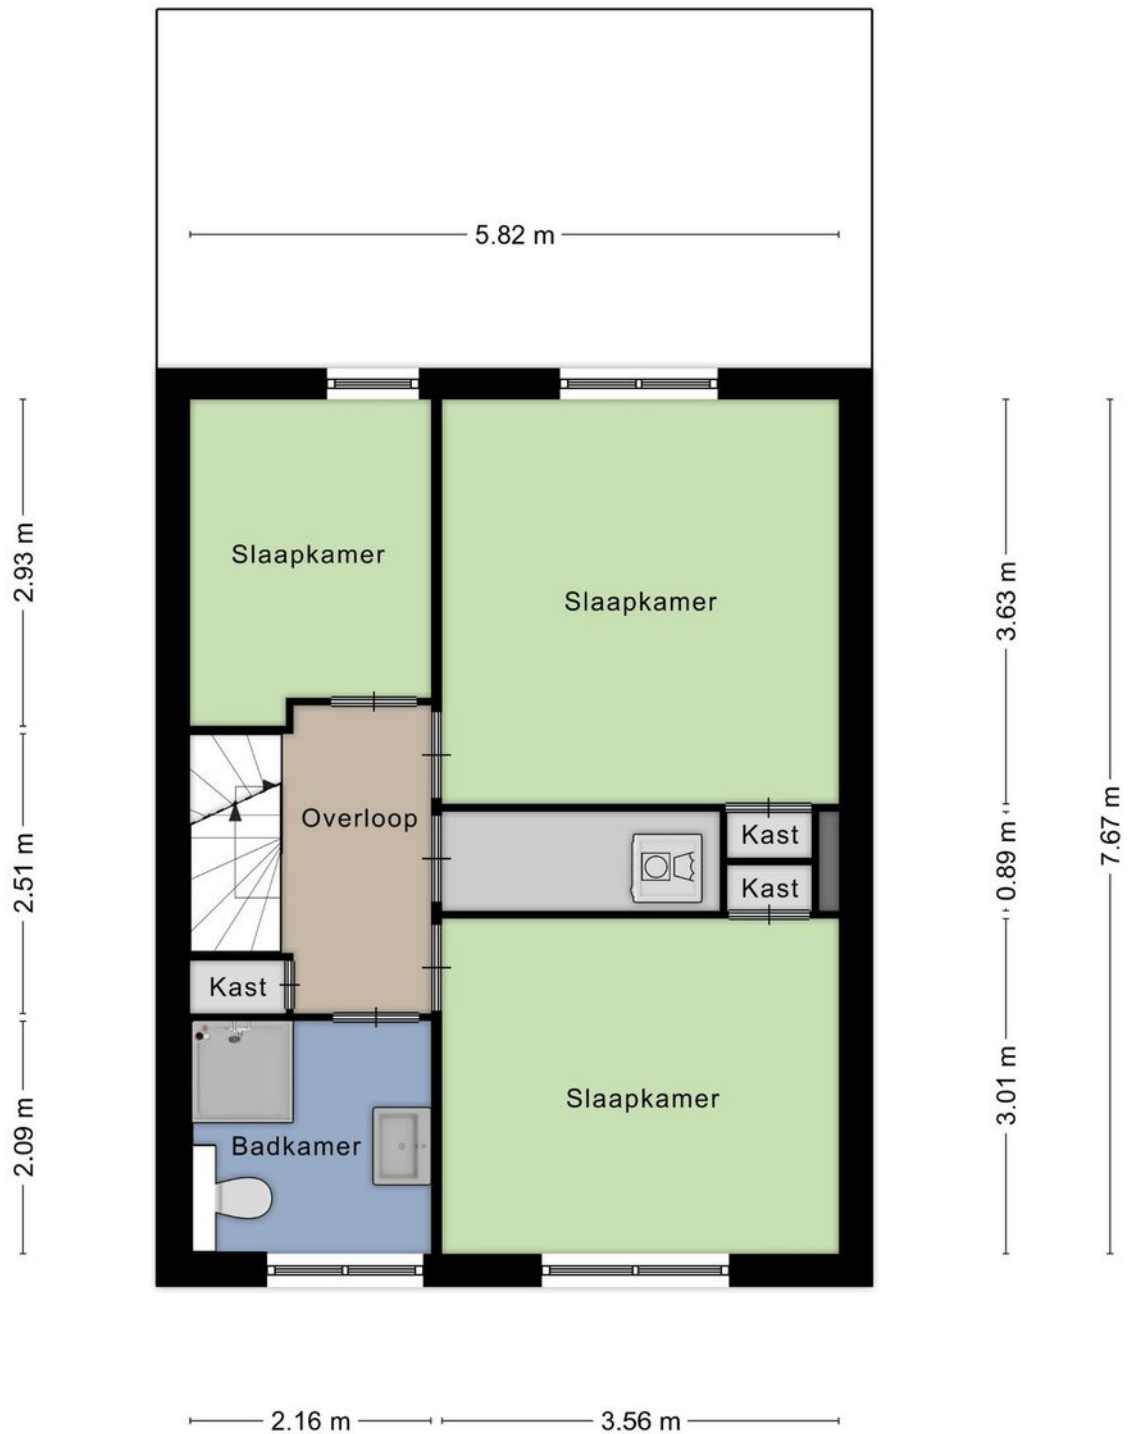 5.82 m
2.93 m
Slaapkamer
Slaapkamer
3.63 m
Overloop
Kast
Kast
0.89 m
7.67 m
2.51 m
Kast
Slaapkamer
3.01 m
Badkamer
2.09 m
2.16 m
3.56 m